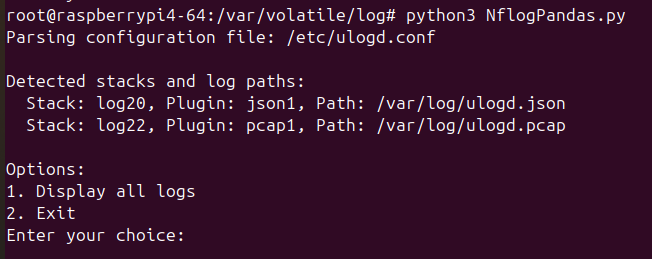 root@raspberrypi4-64:/var/volatile/log# python3 NflogPandas.py
Parsing configuration file: /etc/ulogd.conf
Detected stacks and log paths:
  Stack: log20, Plugin: json1, Path: /var/log/ulogd.json
  Stack: log22, Plugin: pcap1, Path: /var/log/ulogd.pcap
Options:
1. Display all logs
2. Exit
Enter your choice: